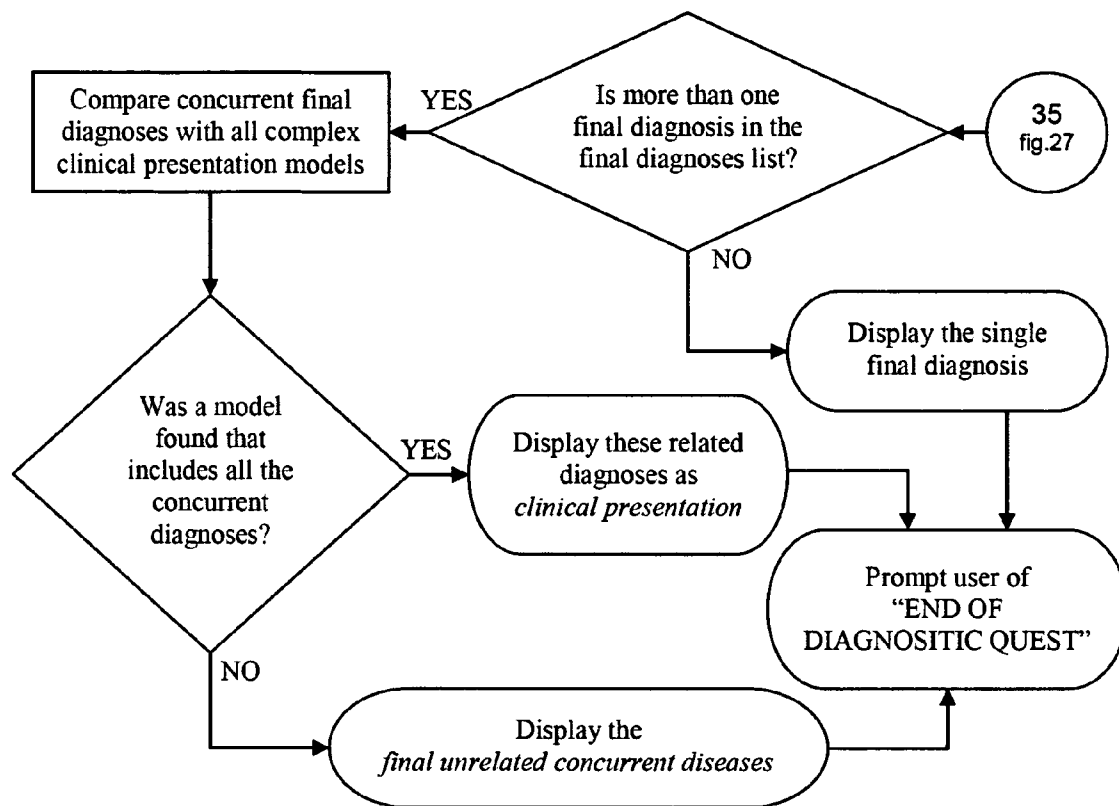 Compare concurrent final
diagnoses with all complex
clinical presentation models
YES
Is more than one
final diagnosis in the
final diagnoses list?
35
fig.27
NO
Display the single
final diagnosis
Was a model
found that
includes all the
concurrent
diagnoses?
YES
Display these related
diagnoses as
clinical presentation
Prompt user of
“END OF
DIAGNOSITIC QUEST”
NO
Display the
final unrelated concurrent diseases